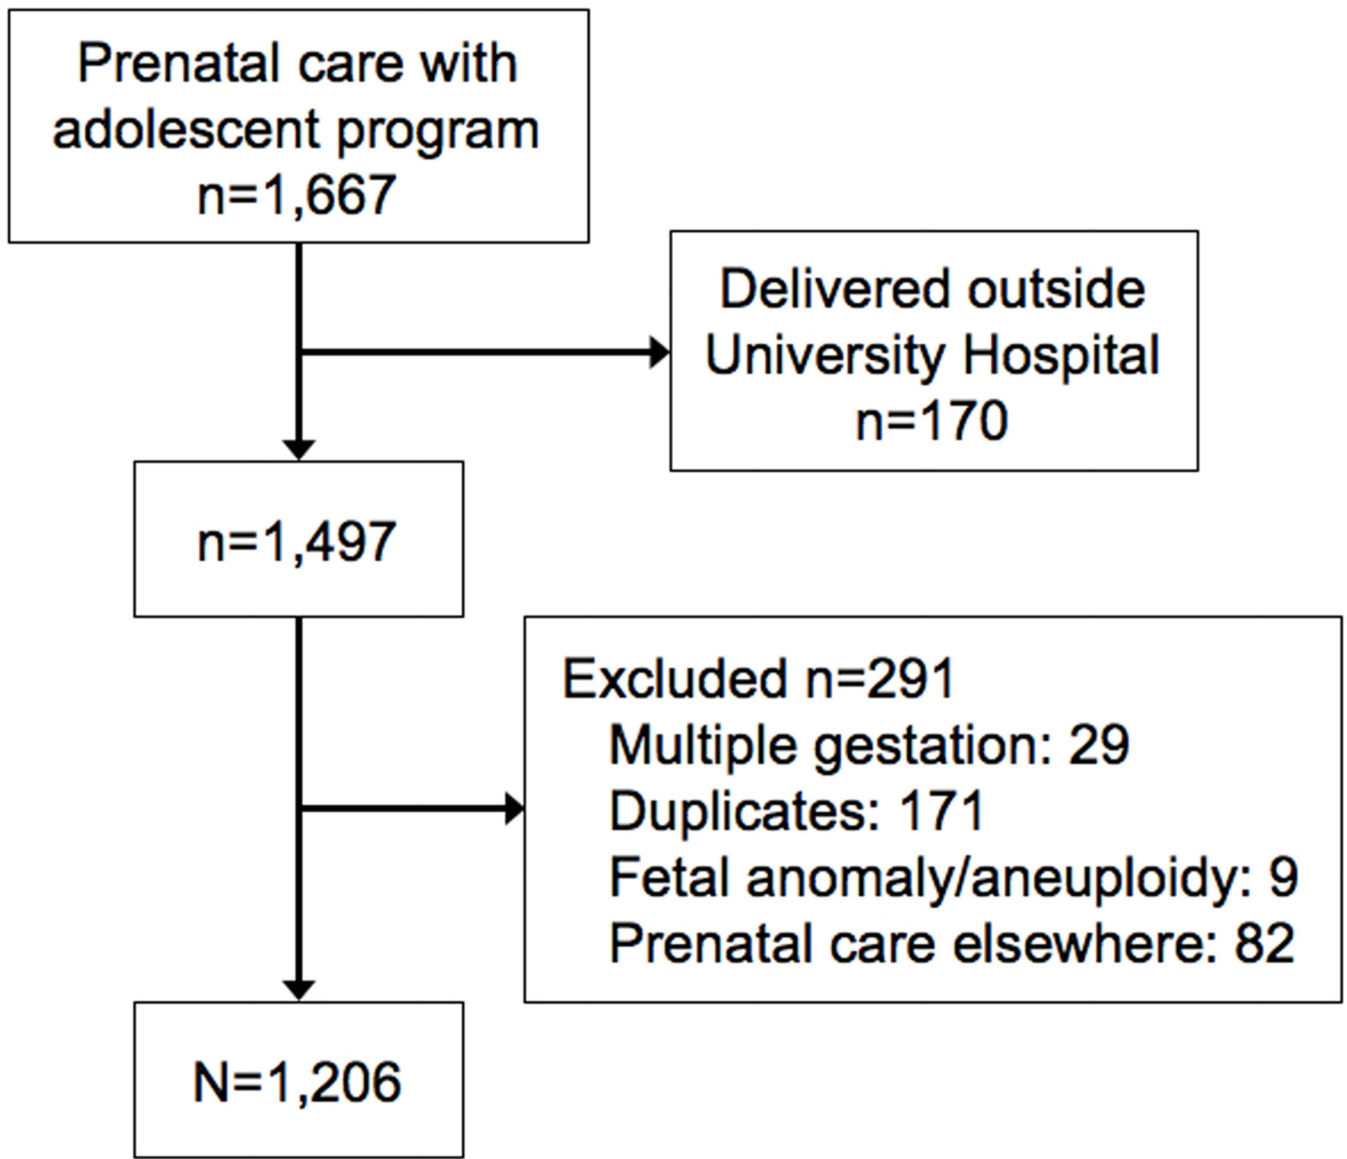 Prenatal care with
adolescent program
n=1,667
Delivered outside
University Hospital
n=170
n=1,497
Excluded n=291
Multiple gestation: 29
Duplicates: 171
Fetal anomaly/aneuploidy: 9
Prenatal care elsewhere: 82
N=1,206